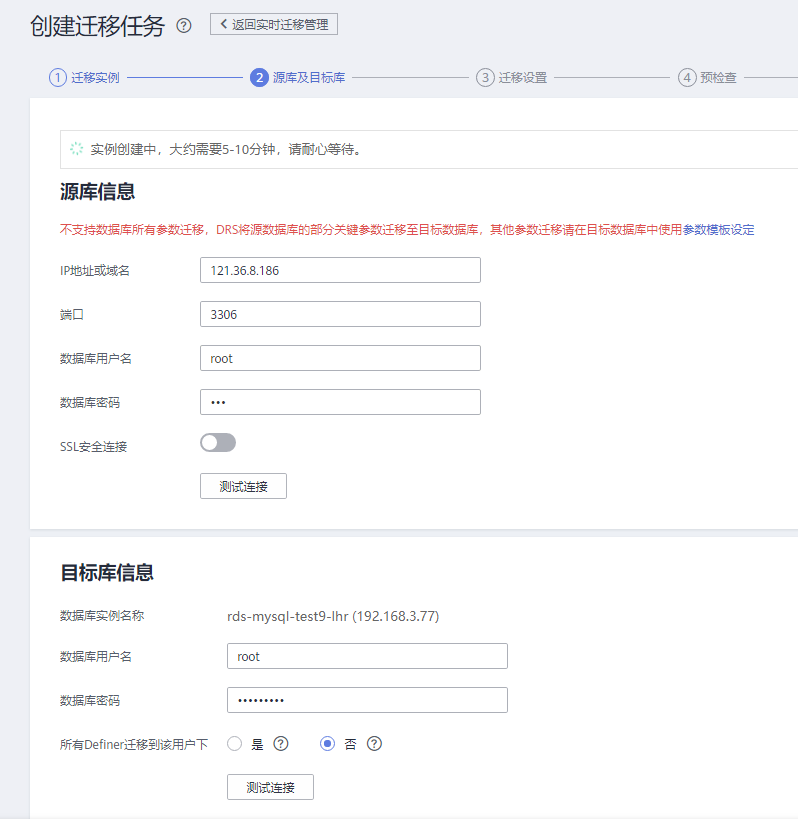 创建迁移任务 ? < 返回实时迁移管理
1 迁移实例 2 源库及目标库 3 迁移设置 4 预检查
实例创建中，大约需要5-10分钟，请耐心等待。
源库信息
不支持数据库所有参数迁移，DRS将源数据库的部分关键参数迁移至目标数据库，其他参数迁移请在目标数据库中使用参数模板设定
IP地址或域名 121.36.8.186
端口 3306
数据库用户名 root
数据库密码 •••
SSL安全连接
测试连接
目标库信息
数据库实例名称 rds-mysql-test9-lhr (192.168.3.77)
数据库用户名 root
数据库密码 •••••••••
所有Definer迁移到该用户下 是 ? 否 ?
测试连接